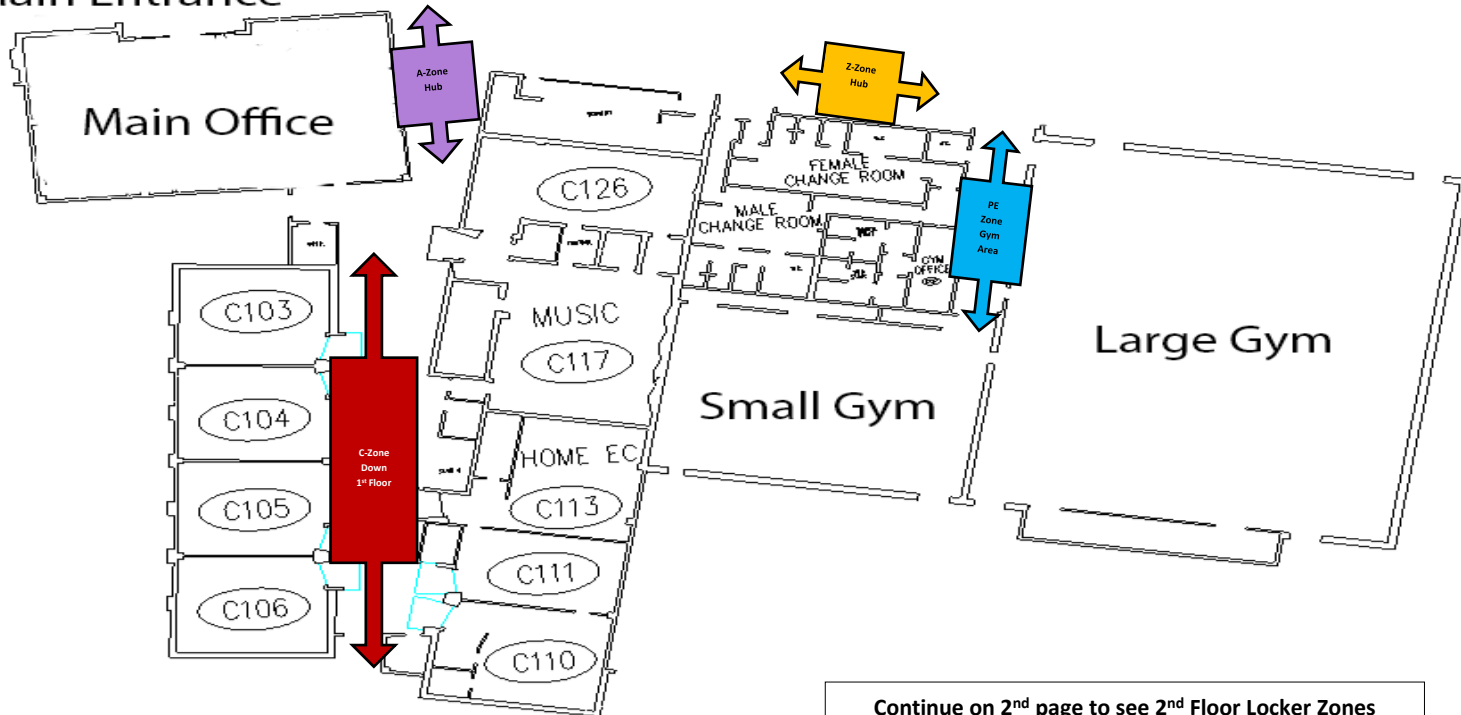 Main Entrance
Main Office
A-Zone
Hub
Z-Zone
Hub
FEMALE
CHANGE ROOM
C126
MALE
CHANGE ROOM
PE
Zone
Gym
Area
GYM
OFFICE
C103
MUSIC
C117
Large Gym
C104
Small Gym
C-Zone
Down
1st Floor
HOME EC
C113
C105
C111
C106
C110
Continue on 2nd page to see 2nd Floor Locker Zones